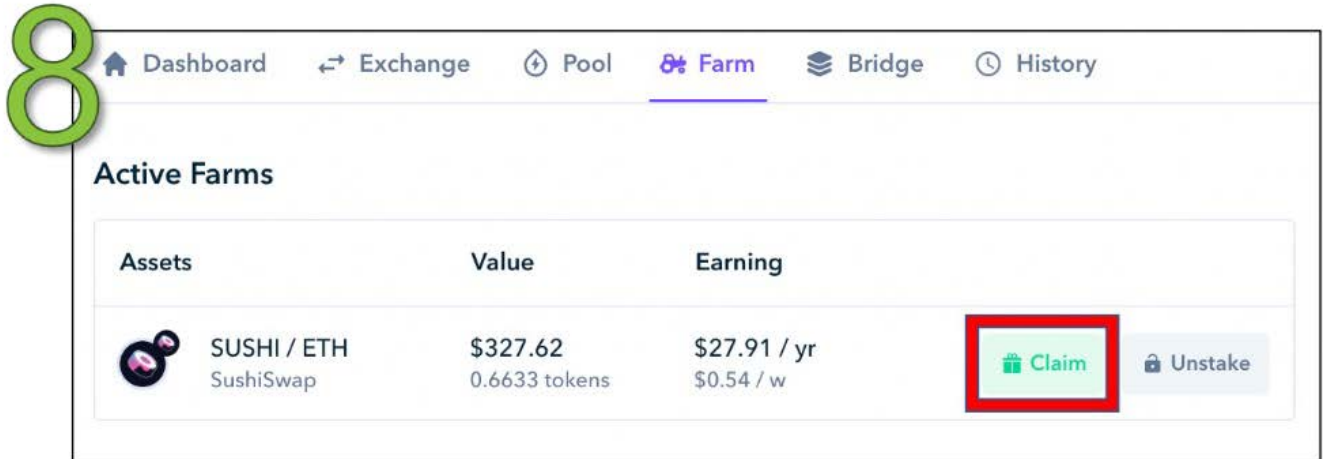 8
Dashboard Exchange Pool Farm Bridge History
Active Farms
Assets Value Earning
SUSHI / ETH $327.62 $27.91 / yr Claim Unstake
SushiSwap 0.6633 tokens $0.54 / w